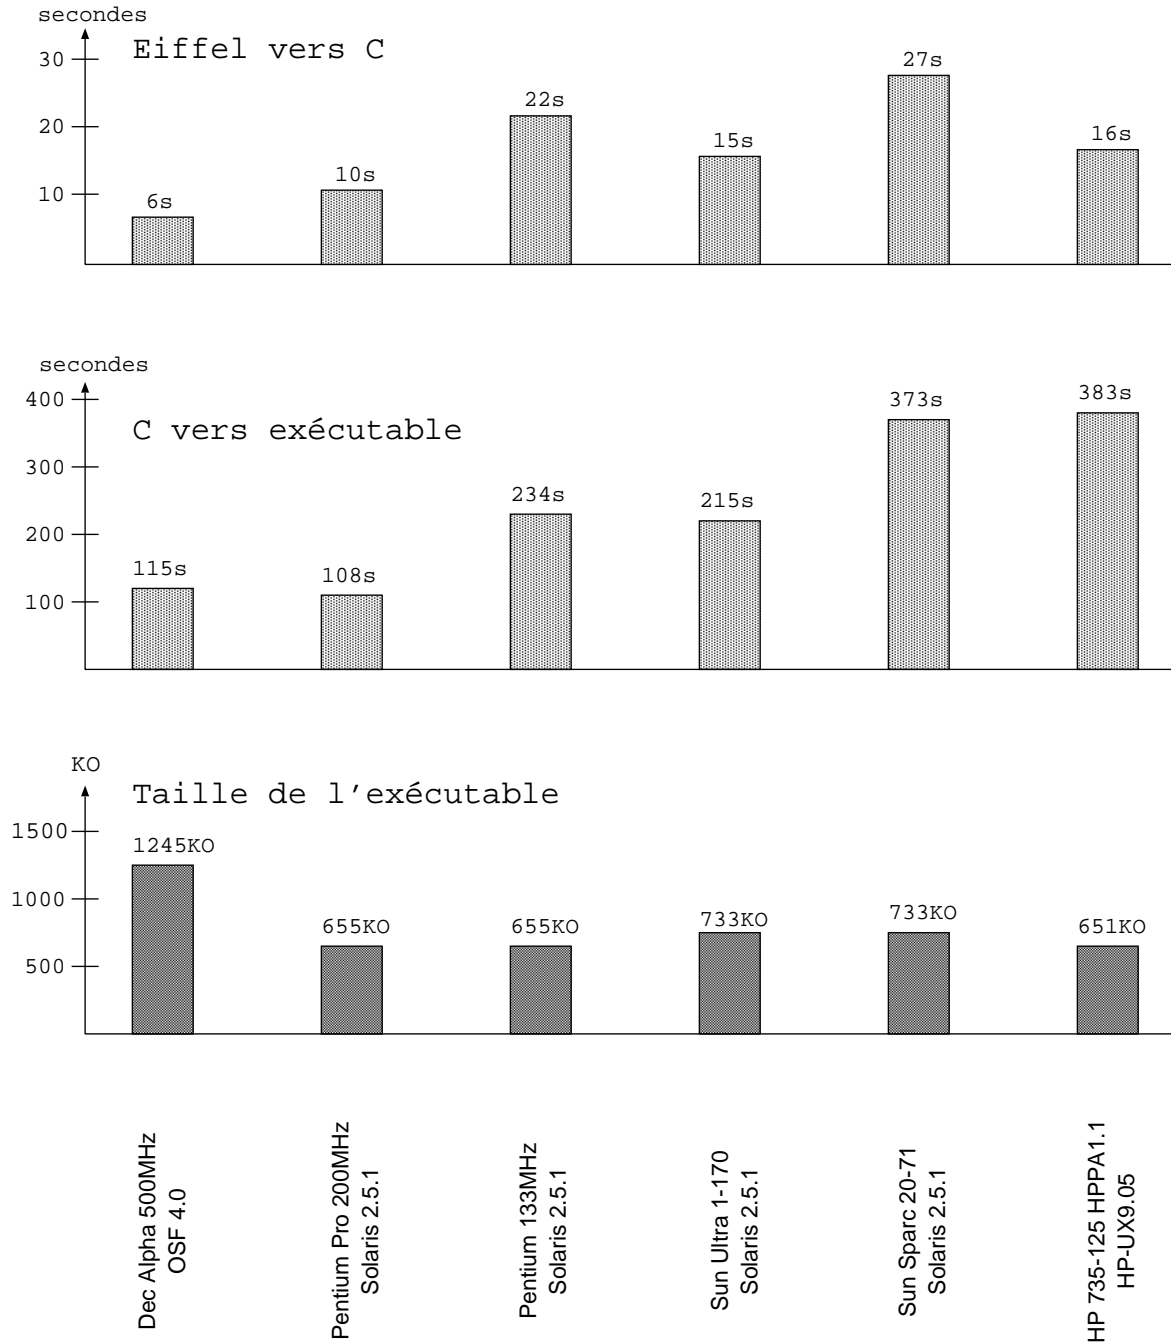 secondes
Eiffel vers C
30
20
10
6s
10s
22s
15s
27s
16s
secondes
C vers exécutable
400
300
200
100
115s
108s
234s
215s
373s
383s
KO
Taille de l'exécutable
1500
1000
500
1245KO
655KO
655KO
733KO
733KO
651KO
Dec Alpha 500MHz
OSF 4.0
Pentium Pro 200MHz
Solaris 2.5.1
Pentium 133MHz
Solaris 2.5.1
Sun Ultra 1-170
Solaris 2.5.1
Sun Sparc 20-71
Solaris 2.5.1
HP 735-125 HPPA1.1
HP-UX9.05